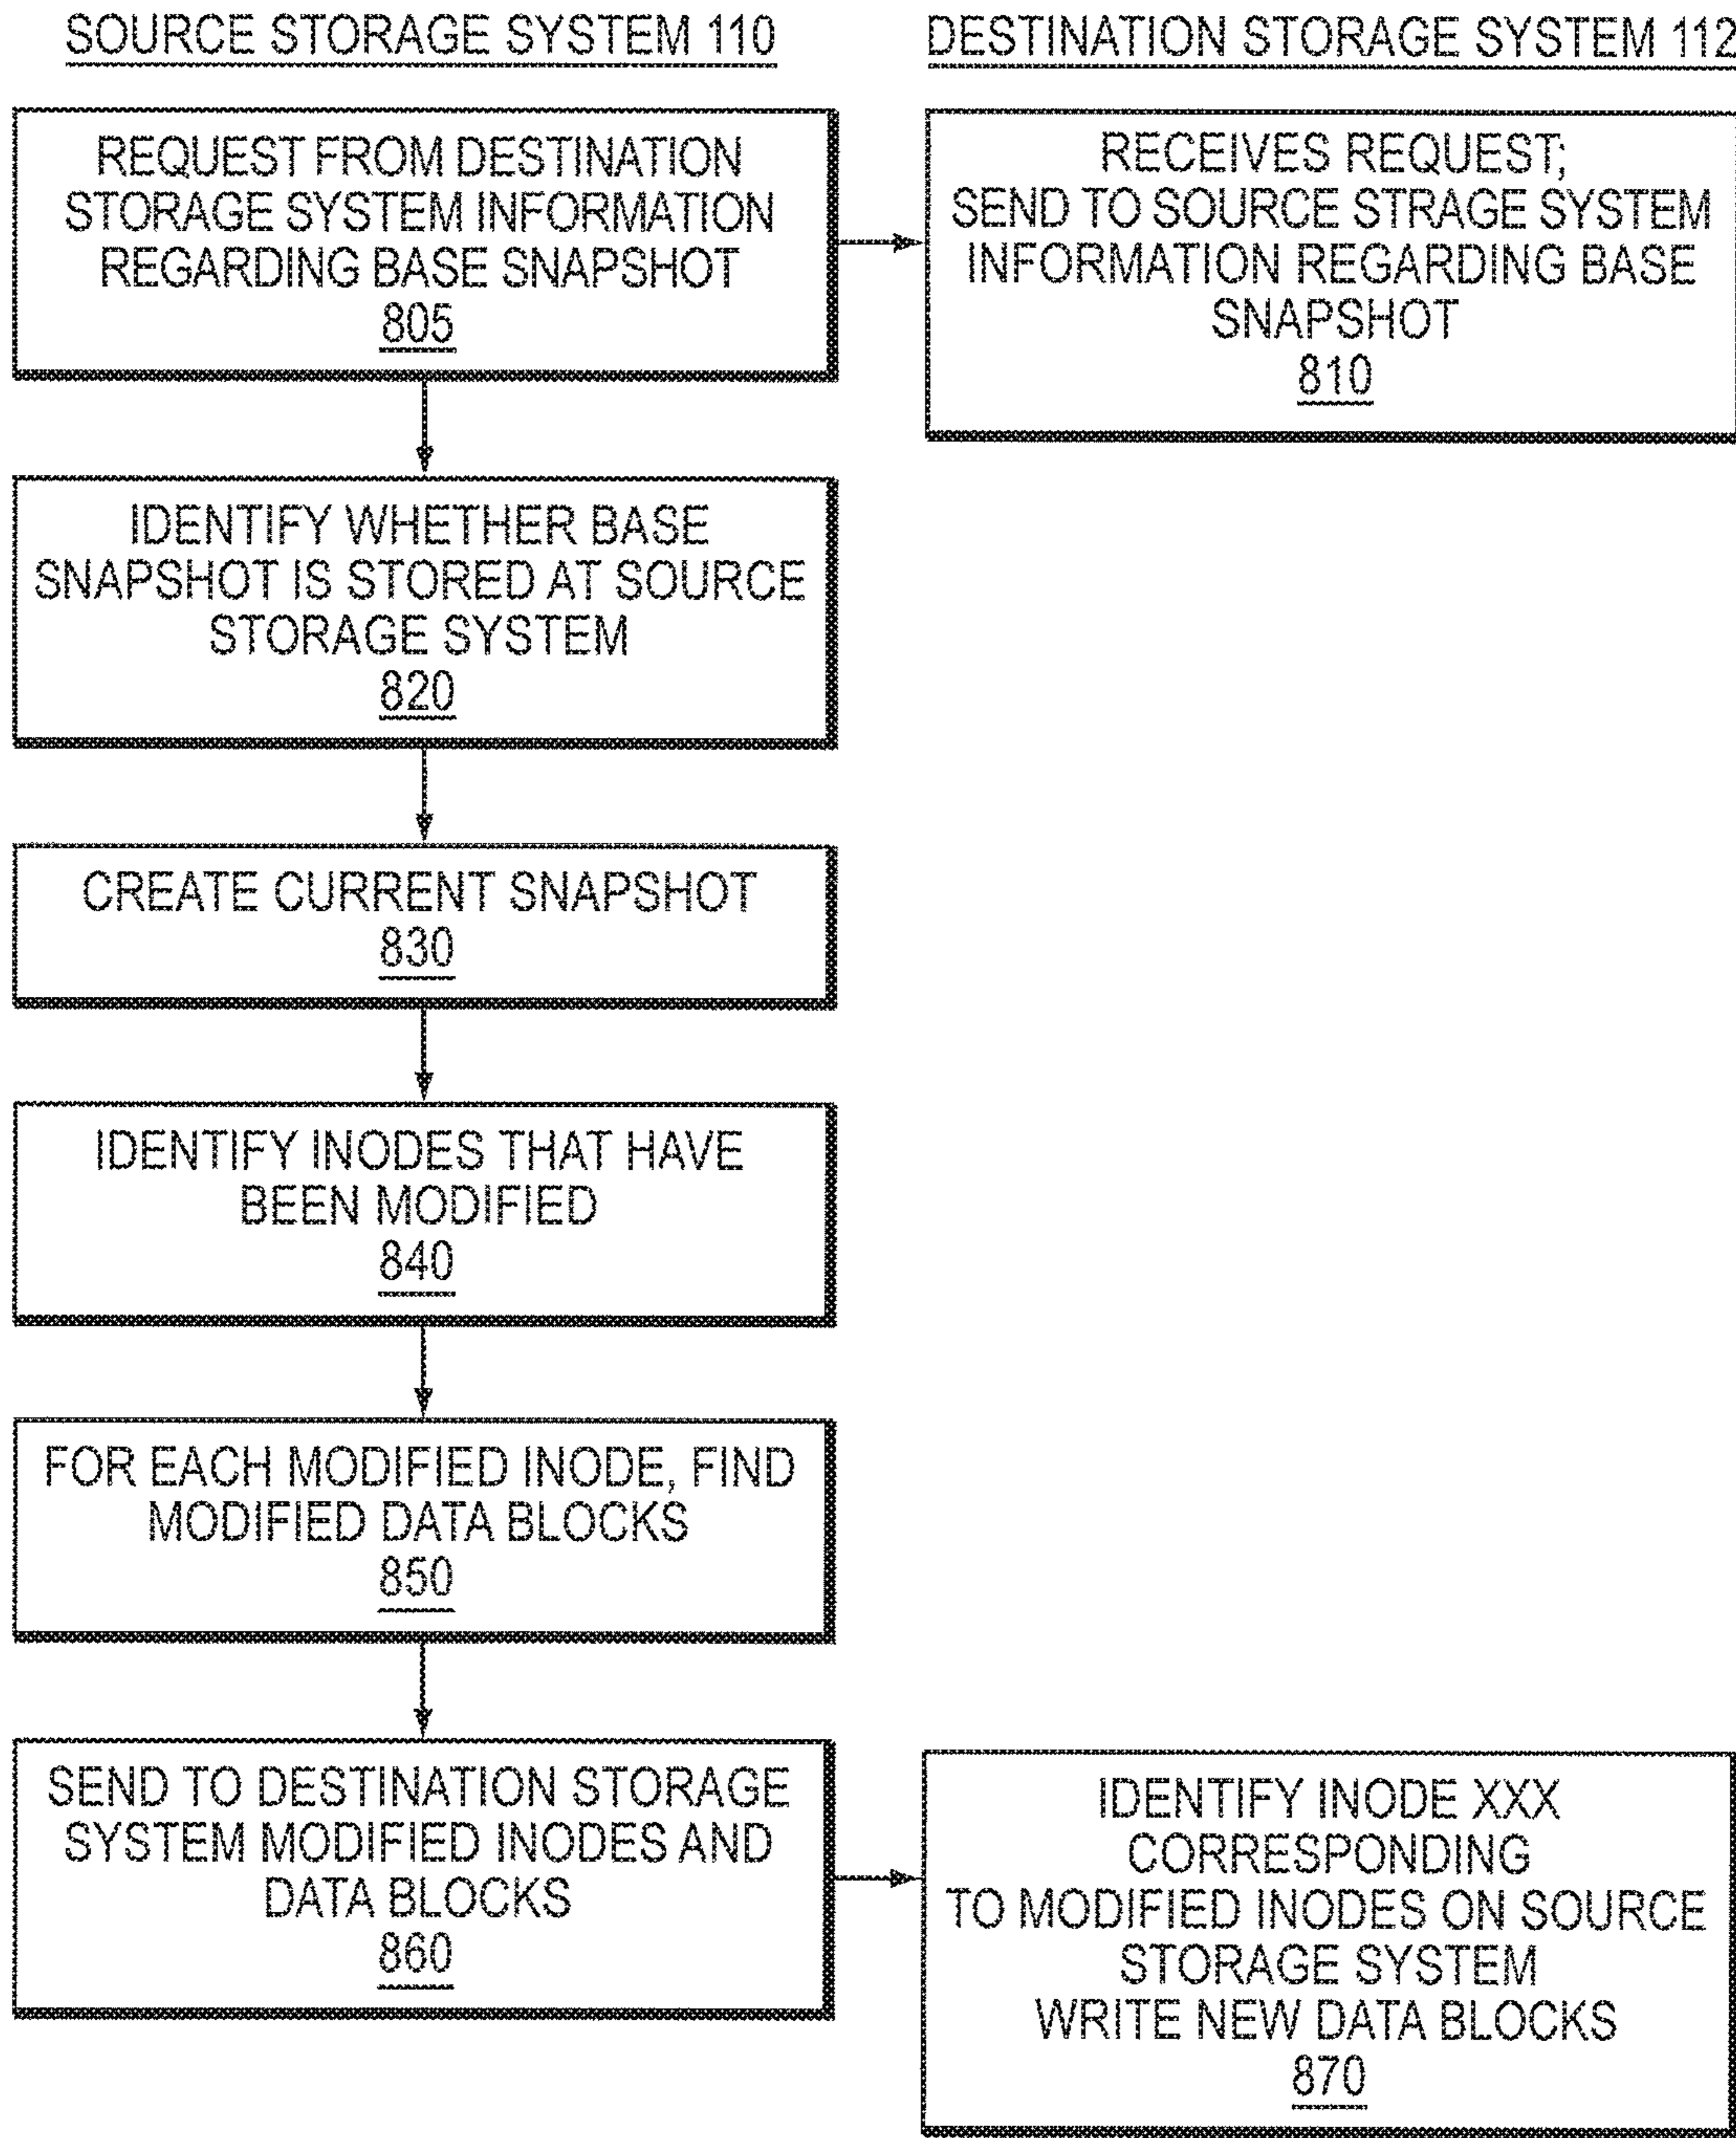 SOURCE STORAGE SYSTEM 110
DESTINATION STORAGE SYSTEM 112
REQUEST FROM DESTINATION
STORAGE SYSTEM INFORMATION
REGARDING BASE SNAPSHOT
805
RECEIVES REQUEST;
SEND TO SOURCE STRAGE SYSTEM
INFORMATION REGARDING BASE
SNAPSHOT
810
IDENTIFY WHETHER BASE
SNAPSHOT IS STORED AT SOURCE
STORAGE SYSTEM
820
CREATE CURRENT SNAPSHOT
830
IDENTIFY INODES THAT HAVE
BEEN MODIFIED
840
FOR EACH MODIFIED INODE, FIND
MODIFIED DATA BLOCKS
850
SEND TO DESTINATION STORAGE
SYSTEM MODIFIED INODES AND
DATA BLOCKS
860
IDENTIFY INODE XXX
CORRESPONDING
TO MODIFIED INODES ON SOURCE
STORAGE SYSTEM
WRITE NEW DATA BLOCKS
870